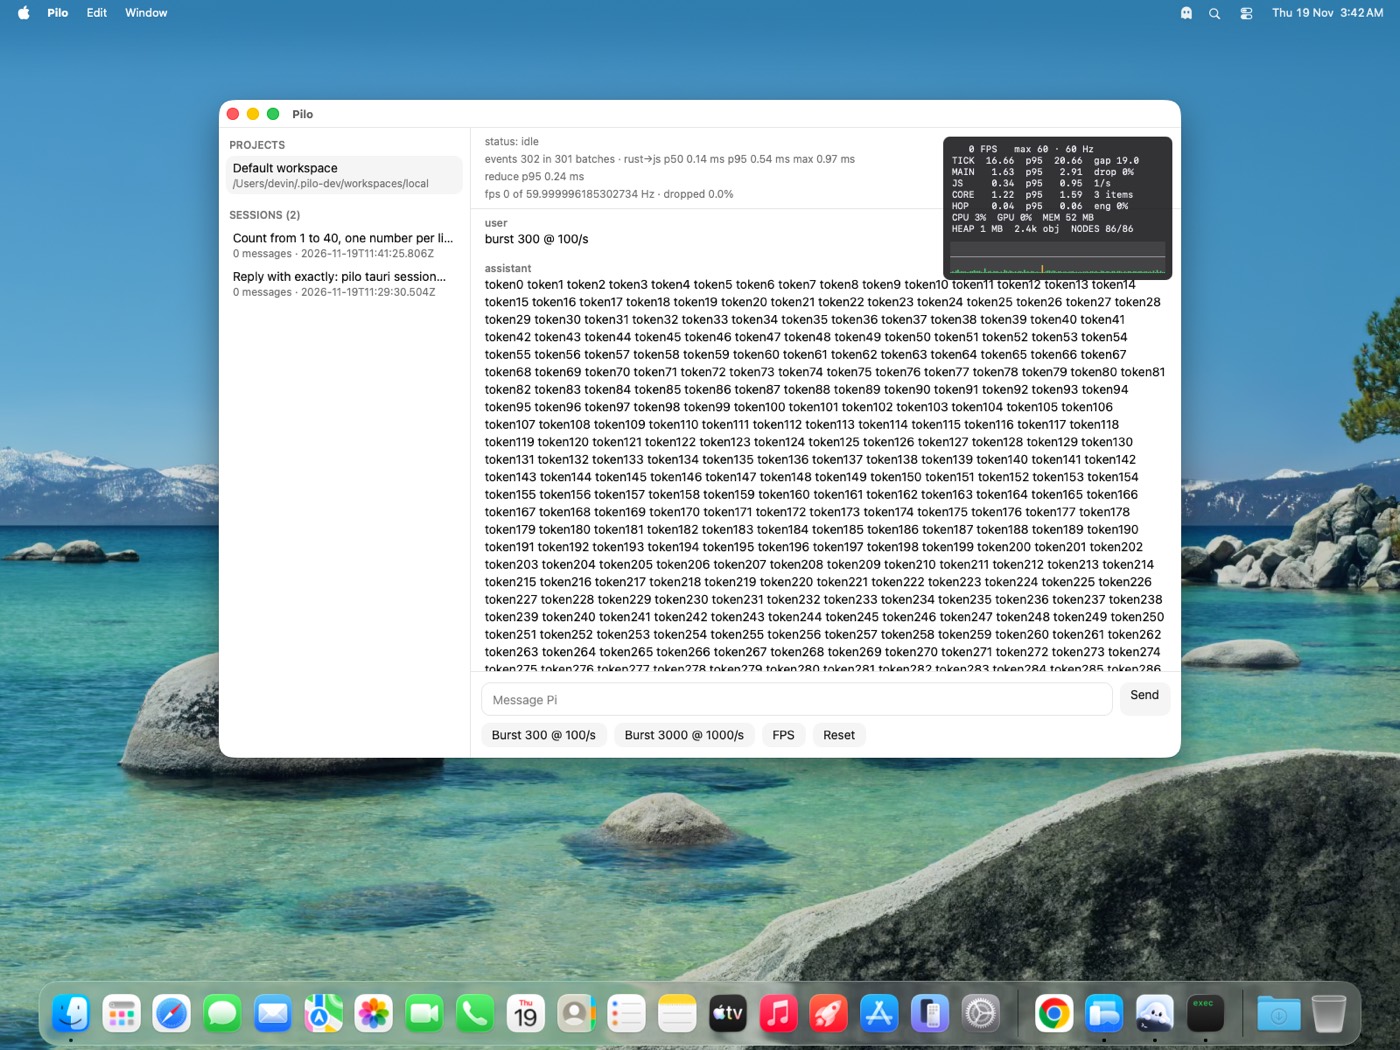 Pilo Edit Window
Thu 19 Nov 3:42 AM
Pilo
PROJECTS
Default workspace
/Users/devin/.pilo-dev/workspaces/local
SESSIONS (2)
Count from 1 to 40, one number per li...
0 messages · 2026-11-19T11:41:25.806Z
Reply with exactly: pilo tauri session...
0 messages · 2026-11-19T11:29:30.504Z
status: idle
events 302 in 301 batches · rust→js p50 0.14 ms p95 0.54 ms max 0.97 ms
reduce p95 0.24 ms
fps 0 of 59.999996185302734 Hz · dropped 0.0%
0 FPS max 60 · 60 Hz
TICK 16.66 p95 20.66 gap 19.0
MAIN 1.63 p95 2.91 drop 0%
JS 0.34 p95 0.95 1/s
CORE 1.22 p95 1.59 3 items
HOP 0.04 p95 0.06 eng 0%
CPU 3% GPU 0% MEM 52 MB
HEAP 1 MB 2.4k obj NODES 86/86
user
burst 300 @ 100/s
assistant
token0 token1 token2 token3 token4 token5 token6 token7 token8 token9 token10 token11 token12 token13 token14
token15 token16 token17 token18 token19 token20 token21 token22 token23 token24 token25 token26 token27 token28
token29 token30 token31 token32 token33 token34 token35 token36 token37 token38 token39 token40 token41
token42 token43 token44 token45 token46 token47 token48 token49 token50 token51 token52 token53 token54
token55 token56 token57 token58 token59 token60 token61 token62 token63 token64 token65 token66 token67
token68 token69 token70 token71 token72 token73 token74 token75 token76 token77 token78 token79 token80 token81
token82 token83 token84 token85 token86 token87 token88 token89 token90 token91 token92 token93 token94
token95 token96 token97 token98 token99 token100 token101 token102 token103 token104 token105 token106
token107 token108 token109 token110 token111 token112 token113 token114 token115 token116 token117 token118
token119 token120 token121 token122 token123 token124 token125 token126 token127 token128 token129 token130
token131 token132 token133 token134 token135 token136 token137 token138 token139 token140 token141 token142
token143 token144 token145 token146 token147 token148 token149 token150 token151 token152 token153 token154
token155 token156 token157 token158 token159 token160 token161 token162 token163 token164 token165 token166
token167 token168 token169 token170 token171 token172 token173 token174 token175 token176 token177 token178
token179 token180 token181 token182 token183 token184 token185 token186 token187 token188 token189 token190
token191 token192 token193 token194 token195 token196 token197 token198 token199 token200 token201 token202
token203 token204 token205 token206 token207 token208 token209 token210 token211 token212 token213 token214
token215 token216 token217 token218 token219 token220 token221 token222 token223 token224 token225 token226
token227 token228 token229 token230 token231 token232 token233 token234 token235 token236 token237 token238
token239 token240 token241 token242 token243 token244 token245 token246 token247 token248 token249 token250
token251 token252 token253 token254 token255 token256 token257 token258 token259 token260 token261 token262
token263 token264 token265 token266 token267 token268 token269 token270 token271 token272 token273 token274
token275 token276 token277 token278 token279 token280 token281 token282 token283 token284 token285 token286
Message Pi
Send
Burst 300 @ 100/s
Burst 3000 @ 1000/s
FPS
Reset
Thu
19
tv
exec